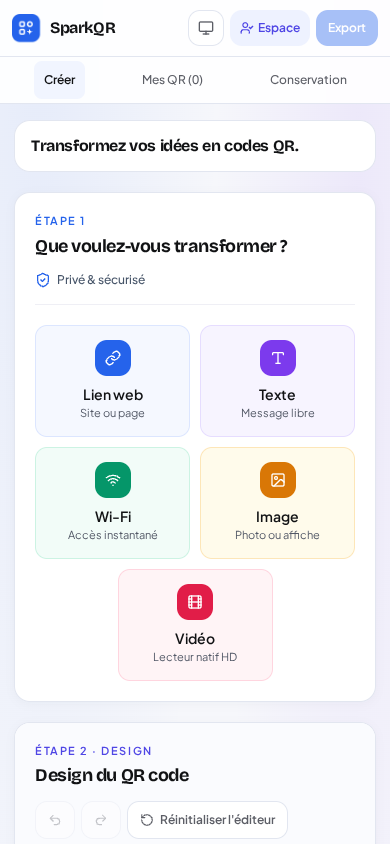 SparkQR
Espace
Export
Créer
Mes QR (0)
Conservation
Transformez vos idées en codes QR.
ÉTAPE 1
Que voulez-vous transformer ?
Privé & sécurisé
Lien web
Site ou page
Texte
Message libre
Wi-Fi
Accès instantané
Image
Photo ou affiche
Vidéo
Lecteur natif HD
ÉTAPE 2 · DESIGN
Design du QR code
Réinitialiser l'éditeur